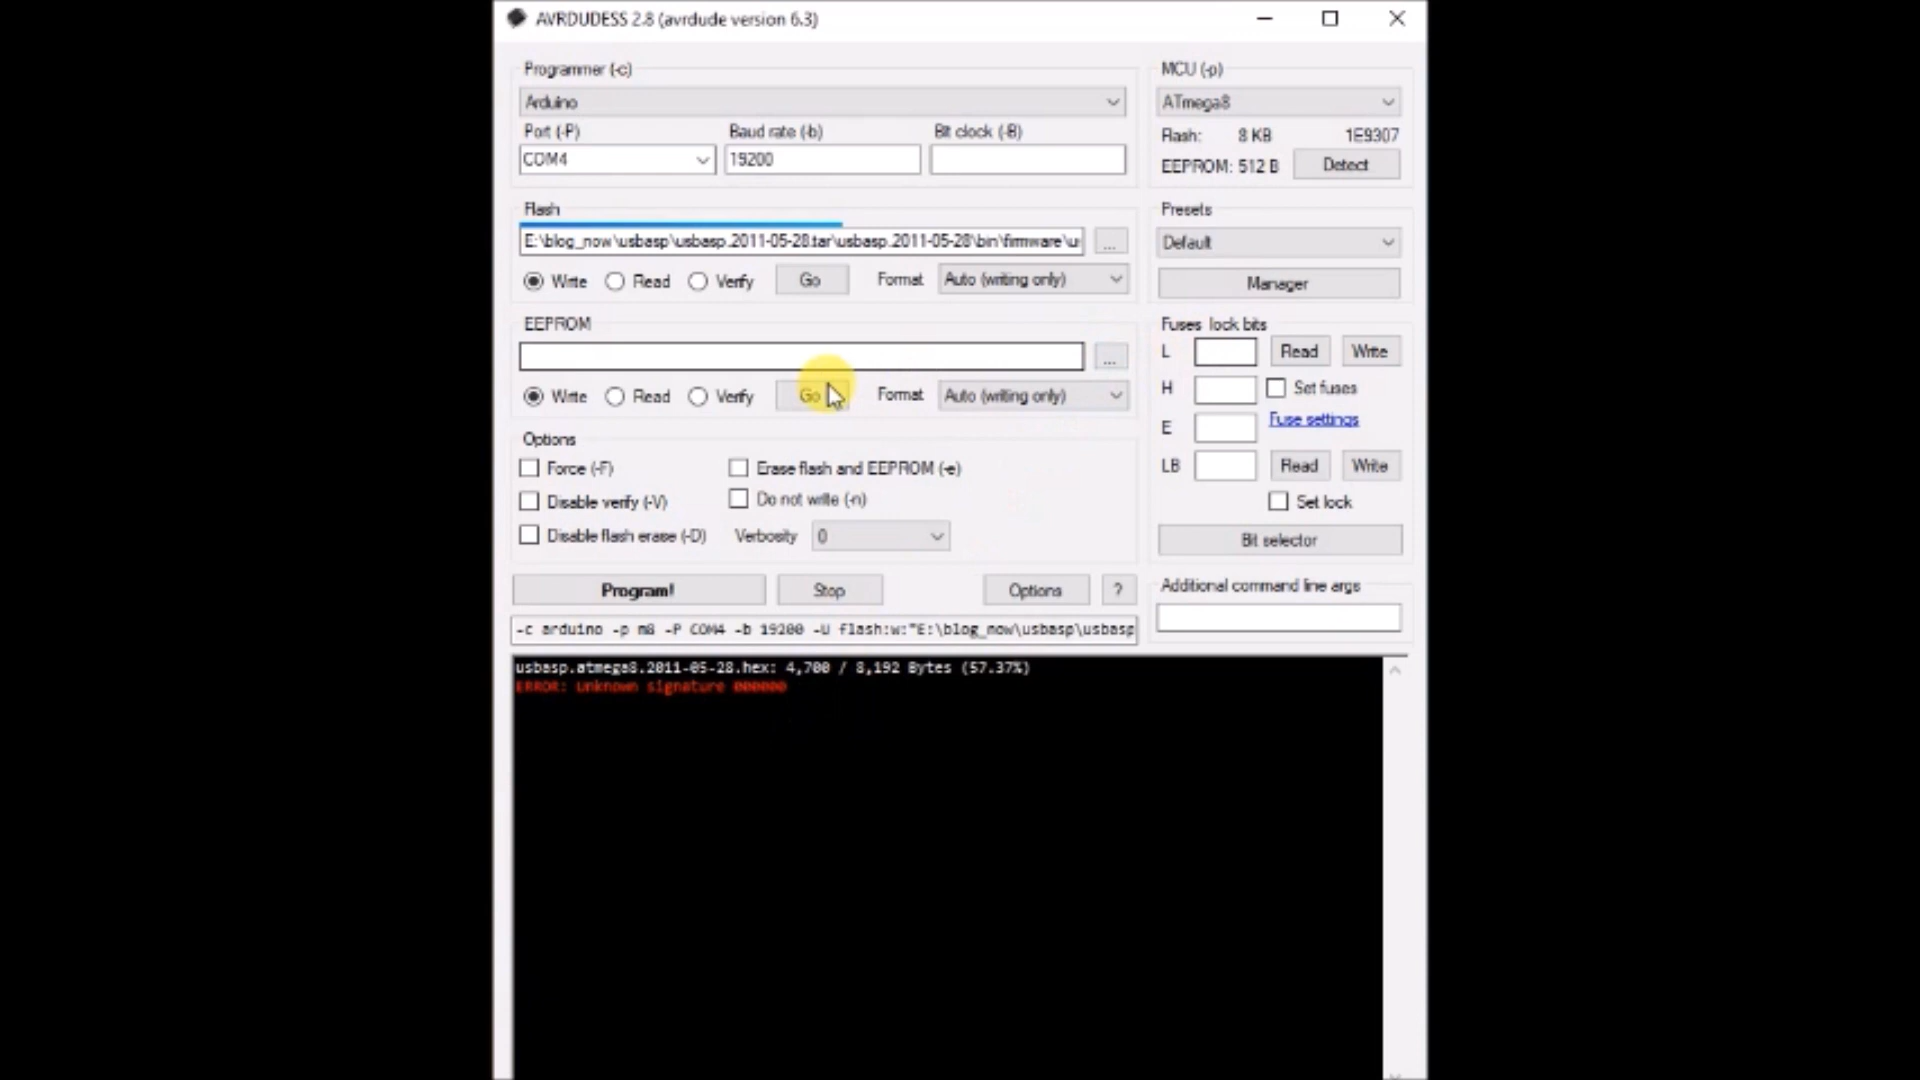 AVRDUDESS 2.8 (avrdude version 6.3)
Programmer (-c)
Arduino
Port (-P)
Baud rate (-b)
Bit clock (-B)
COM4
19200
MCU (-p)
ATmega8
Flash: 8 KB 1E9307
EEPROM: 512 B
Detect
Flash
E:\blog_now\usbasp\usbasp.2011-05-28.tar\usbasp.2011-05-28\bin\firmware\u
...
Write
Read
Verify
Go
Format
Auto (writing only)
Presets
Default
Manager
EEPROM
...
Write
Read
Verify
Go
Format
Auto (writing only)
Fuses lock bits
L
Read
Write
H
Set fuses
E
Fuse settings
LB
Read
Write
Set lock
Bit selector
Options
Force (-F)
Erase flash and EEPROM (-e)
Disable verify (-V)
Do not write (-n)
Disable flash erase (-D)
Verbosity
0
Program!
Stop
Options
?
Additional command line args
-c arduino -p m8 -P COM4 -b 19200 -U flash:w:"E:\blog_now\usbasp\usbasp
usbasp.atmega8.2011-05-28.hex: 4,700 / 8,192 Bytes (57.37%)
ERROR: Unknown signature 000000